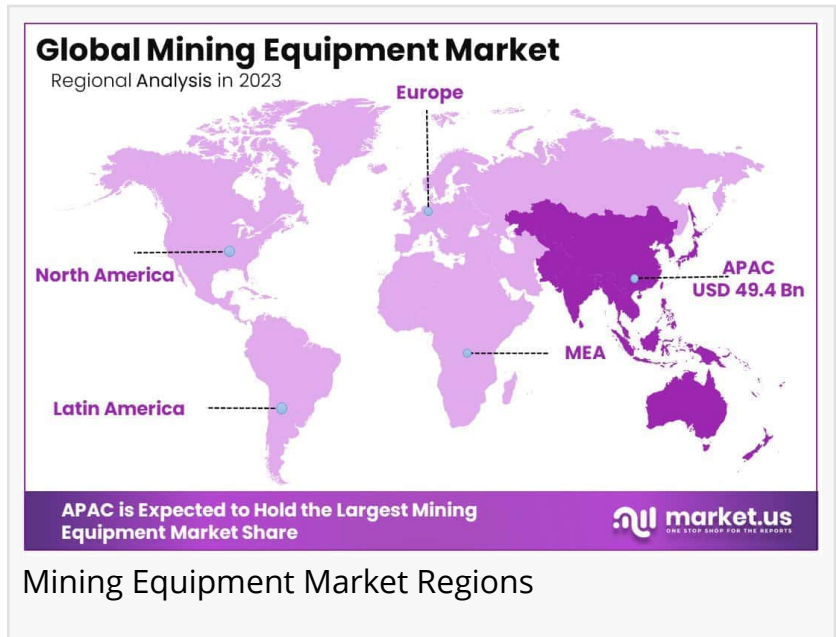 Global Mining Equipment Market
Regional Analysis in 2023
Europe
North America
APAC
USD 49.4 Bn
MEA
Latin America
APAC is Expected to Hold the Largest Mining
Equipment Market Share
market.us
ONE STOP SHOP FOR THE REPORTS
Mining Equipment Market Regions